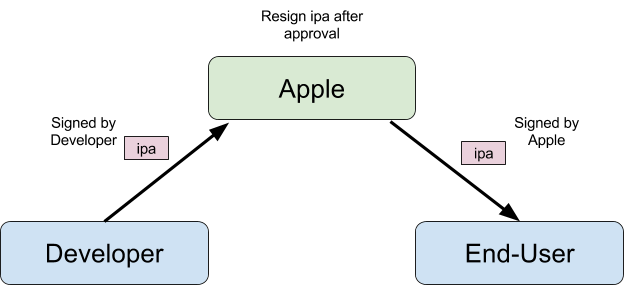 Resign ipa after
approval
Apple
Signed by
Developer
ipa
Signed by
Apple
ipa
Developer
End-User